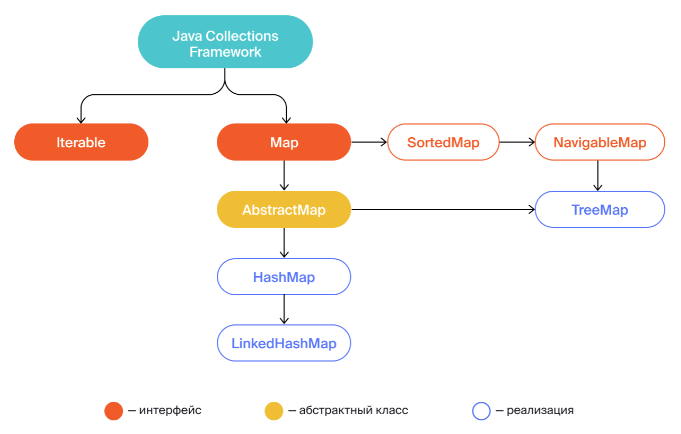 Java Collections
Framework
Iterable
Map
SortedMap
NavigableMap
AbstractMap
TreeMap
HashMap
LinkedHashMap
— интерфейс
— абстрактный класс
— реализация